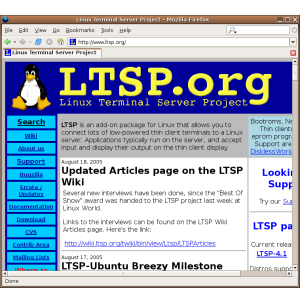 Linux Terminal Server Project - Mozilla Firefox
File Edit View Go Bookmarks Tools Help
http://www.ltsp.org/
Linux Terminal Server Project
LTSP.org
Linux Terminal Server Project
Search
Wiki
About us
Support
Bugzilla
Errata /
Updates
Documentation
Download
CVS
Contrib Area
Mailing Lists
Where to
LTSP is an add-on package for Linux that allows you to
connect lots of low-powered thin client terminals to a Linux
server. Applications typically run on the server, and accept
input and display their output on the thin client display.
August 18, 2005
Updated Articles page on the LTSP
Wiki
Several new interviews have been done, since the "Best Of
Show" award was handed to the LTSP project last week at
Linux World.
Links to the interviews can be found on the LTSP Wiki
Articles page. Here's the link:
http://wiki.ltsp.org/twiki/bin/view/Ltsp/LTSPArticles
August 17, 2005
LTSP-Ubuntu Breezy Milestone
Bootroms, N
Thin client
eprom program
Support are
DisklessWork
Looki
Supp
Try our Su
LTSP pa
Current relea
LTSP-4.1
Distros suppo
Done